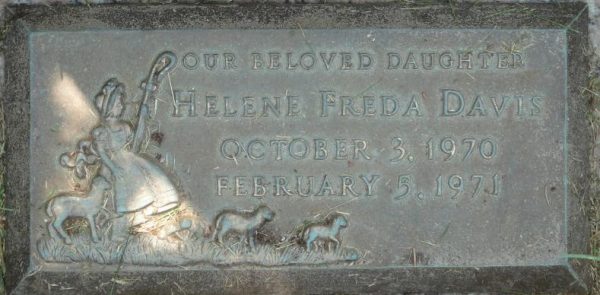 OUR BELOVED DAUGHTER
HELENE FREDA DAVIS
OCTOBER 3, 1970
FEBRUARY 5, 1971